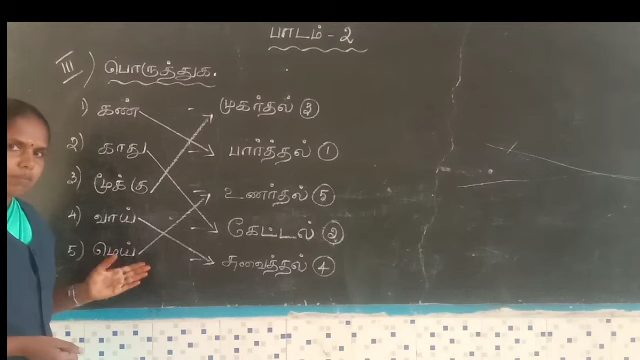 பாடம் - 2
III) பொருத்துக.
1) கண் - முகர்தல் 3
2) காது - பார்த்தல் 1
3) மூக்கு - உணர்தல் 5
4) வாய் - கேட்டல் 2
5) மெய் - சுவைத்தல் 4